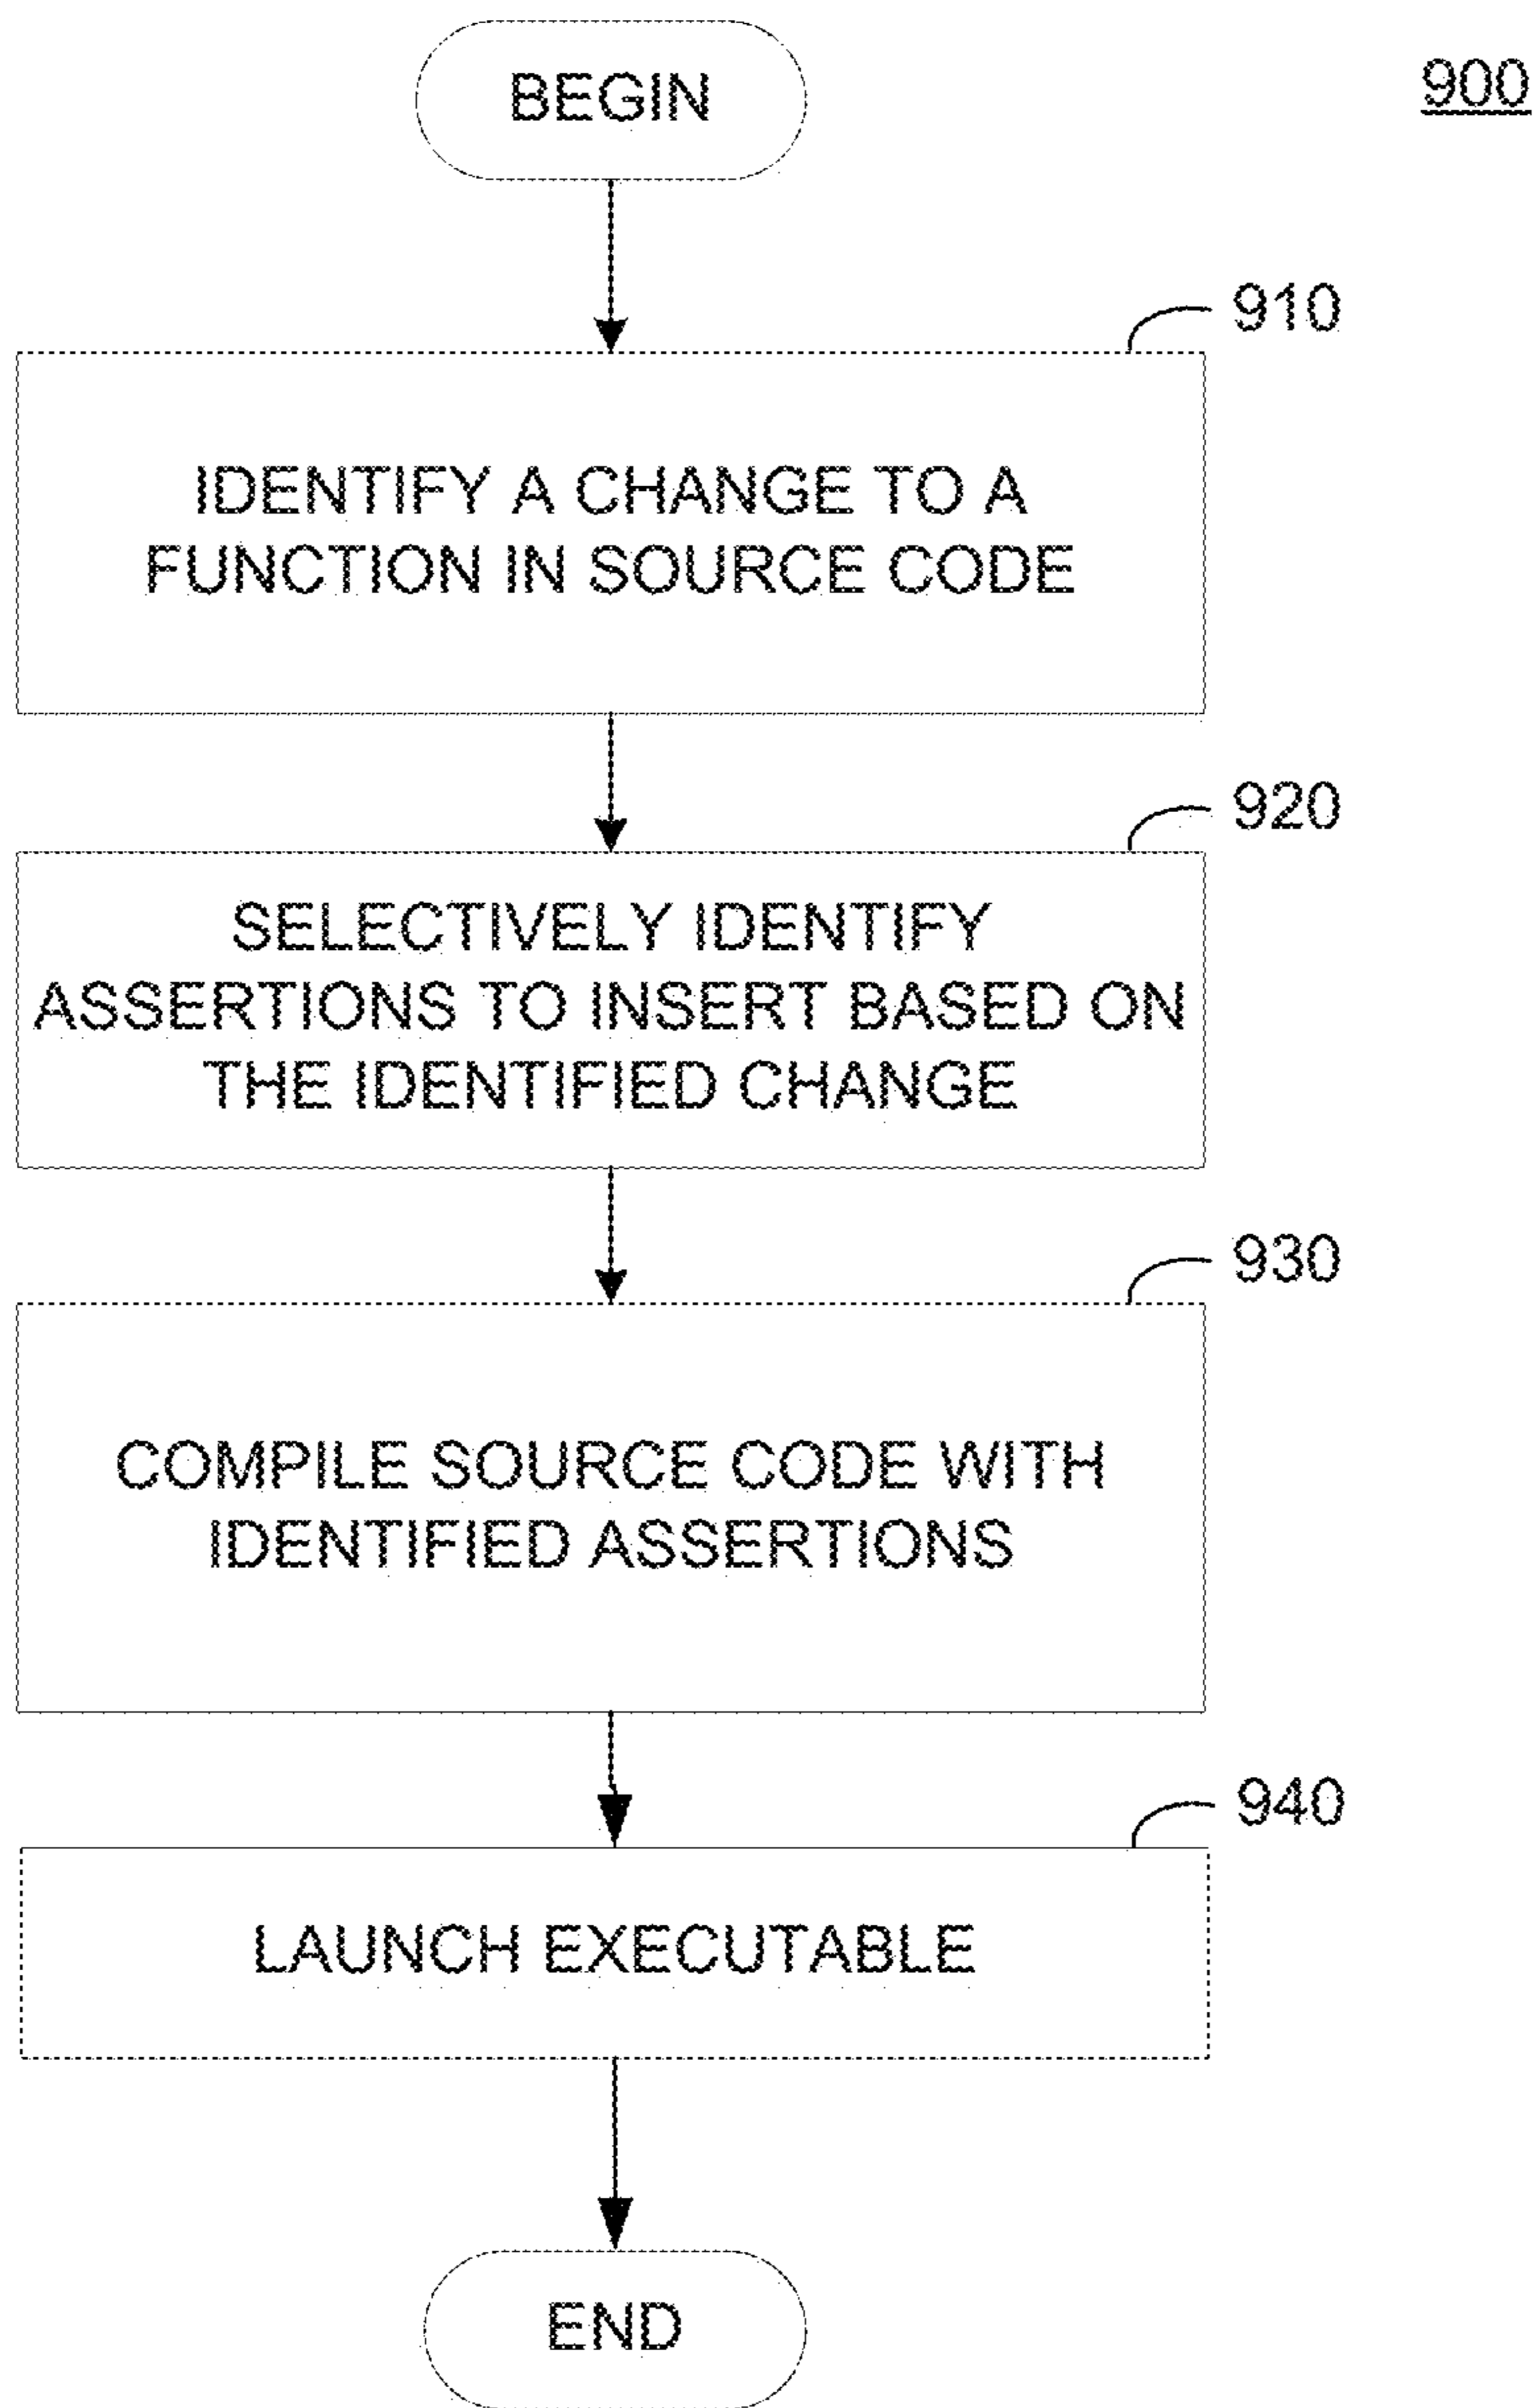 BEGIN
900
910
IDENTIFY A CHANGE TO A
FUNCTION IN SOURCE CODE
920
SELECTIVELY IDENTIFY
ASSERTIONS TO INSERT BASED ON
THE IDENTIFIED CHANGE
930
COMPILE SOURCE CODE WITH
IDENTIFIED ASSERTIONS
940
LAUNCH EXECUTABLE
END